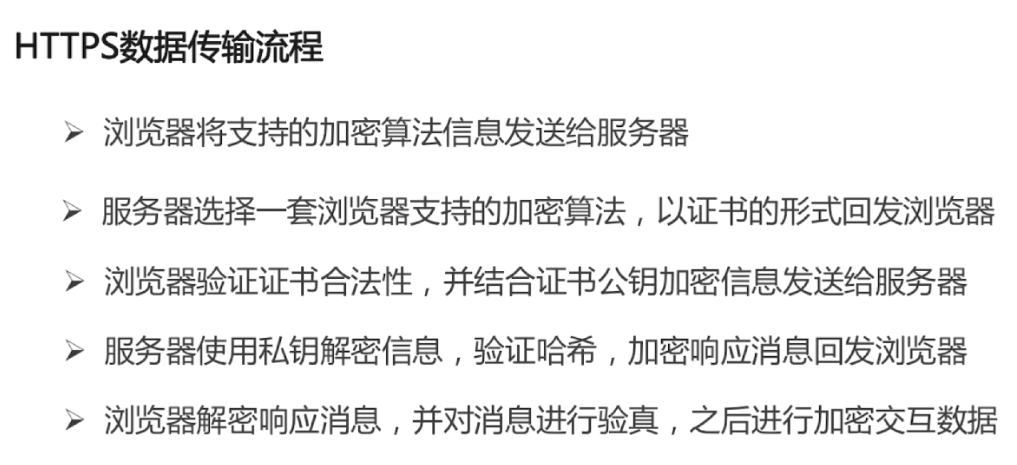 HTTPS数据传输流程
➢ 浏览器将支持的加密算法信息发送给服务器
➢ 服务器选择一套浏览器支持的加密算法，以证书的形式回发浏览器
➢ 浏览器验证证书合法性，并结合证书公钥加密信息发送给服务器
➢ 服务器使用私钥解密信息，验证哈希，加密响应消息回发浏览器
➢ 浏览器解密响应消息，并对消息进行验真，之后进行加密交互数据